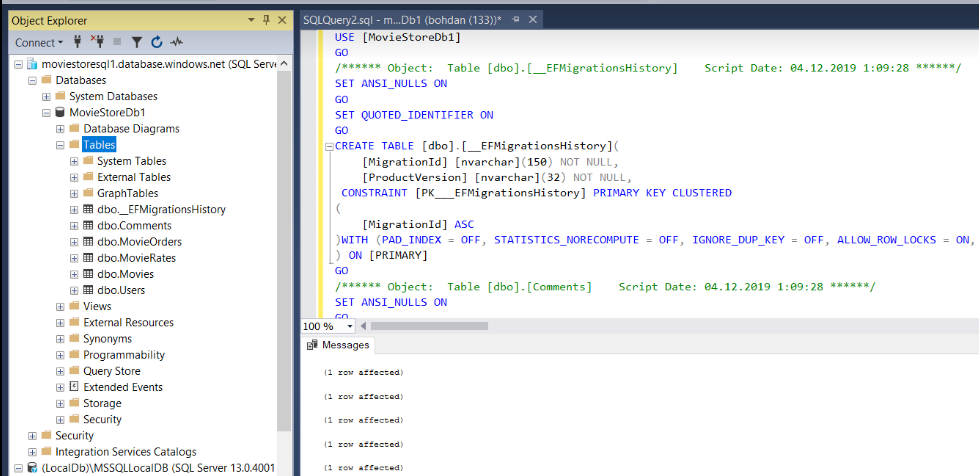 Object Explorer
Connect
moviestoresql1.database.windows.net (SQL Serve
Databases
System Databases
MovieStoreDb1
Database Diagrams
Tables
System Tables
External Tables
GraphTables
dbo.__EFMigrationsHistory
dbo.Comments
dbo.MovieOrders
dbo.MovieRates
dbo.Movies
dbo.Users
Views
External Resources
Synonyms
Programmability
Query Store
Extended Events
Storage
Security
Security
Integration Services Catalogs
(LocalDb)\MSSQLLocalDB (SQL Server 13.0.4001
SQLQuery2.sql - m...Db1 (bohdan (133))*
USE [MovieStoreDb1]
GO
/****** Object:  Table [dbo].[__EFMigrationsHistory]    Script Date: 04.12.2019 1:09:28 ******/
SET ANSI_NULLS ON
GO
SET QUOTED_IDENTIFIER ON
GO
CREATE TABLE [dbo].[__EFMigrationsHistory](
[MigrationId] [nvarchar](150) NOT NULL,
[ProductVersion] [nvarchar](32) NOT NULL,
CONSTRAINT [PK___EFMigrationsHistory] PRIMARY KEY CLUSTERED
(
[MigrationId] ASC
)WITH (PAD_INDEX = OFF, STATISTICS_NORECOMPUTE = OFF, IGNORE_DUP_KEY = OFF, ALLOW_ROW_LOCKS = ON,
) ON [PRIMARY]
GO
/****** Object:  Table [dbo].[Comments]    Script Date: 04.12.2019 1:09:28 ******/
SET ANSI_NULLS ON
GO
100 %
Messages
(1 row affected)
(1 row affected)
(1 row affected)
(1 row affected)
(1 row affected)